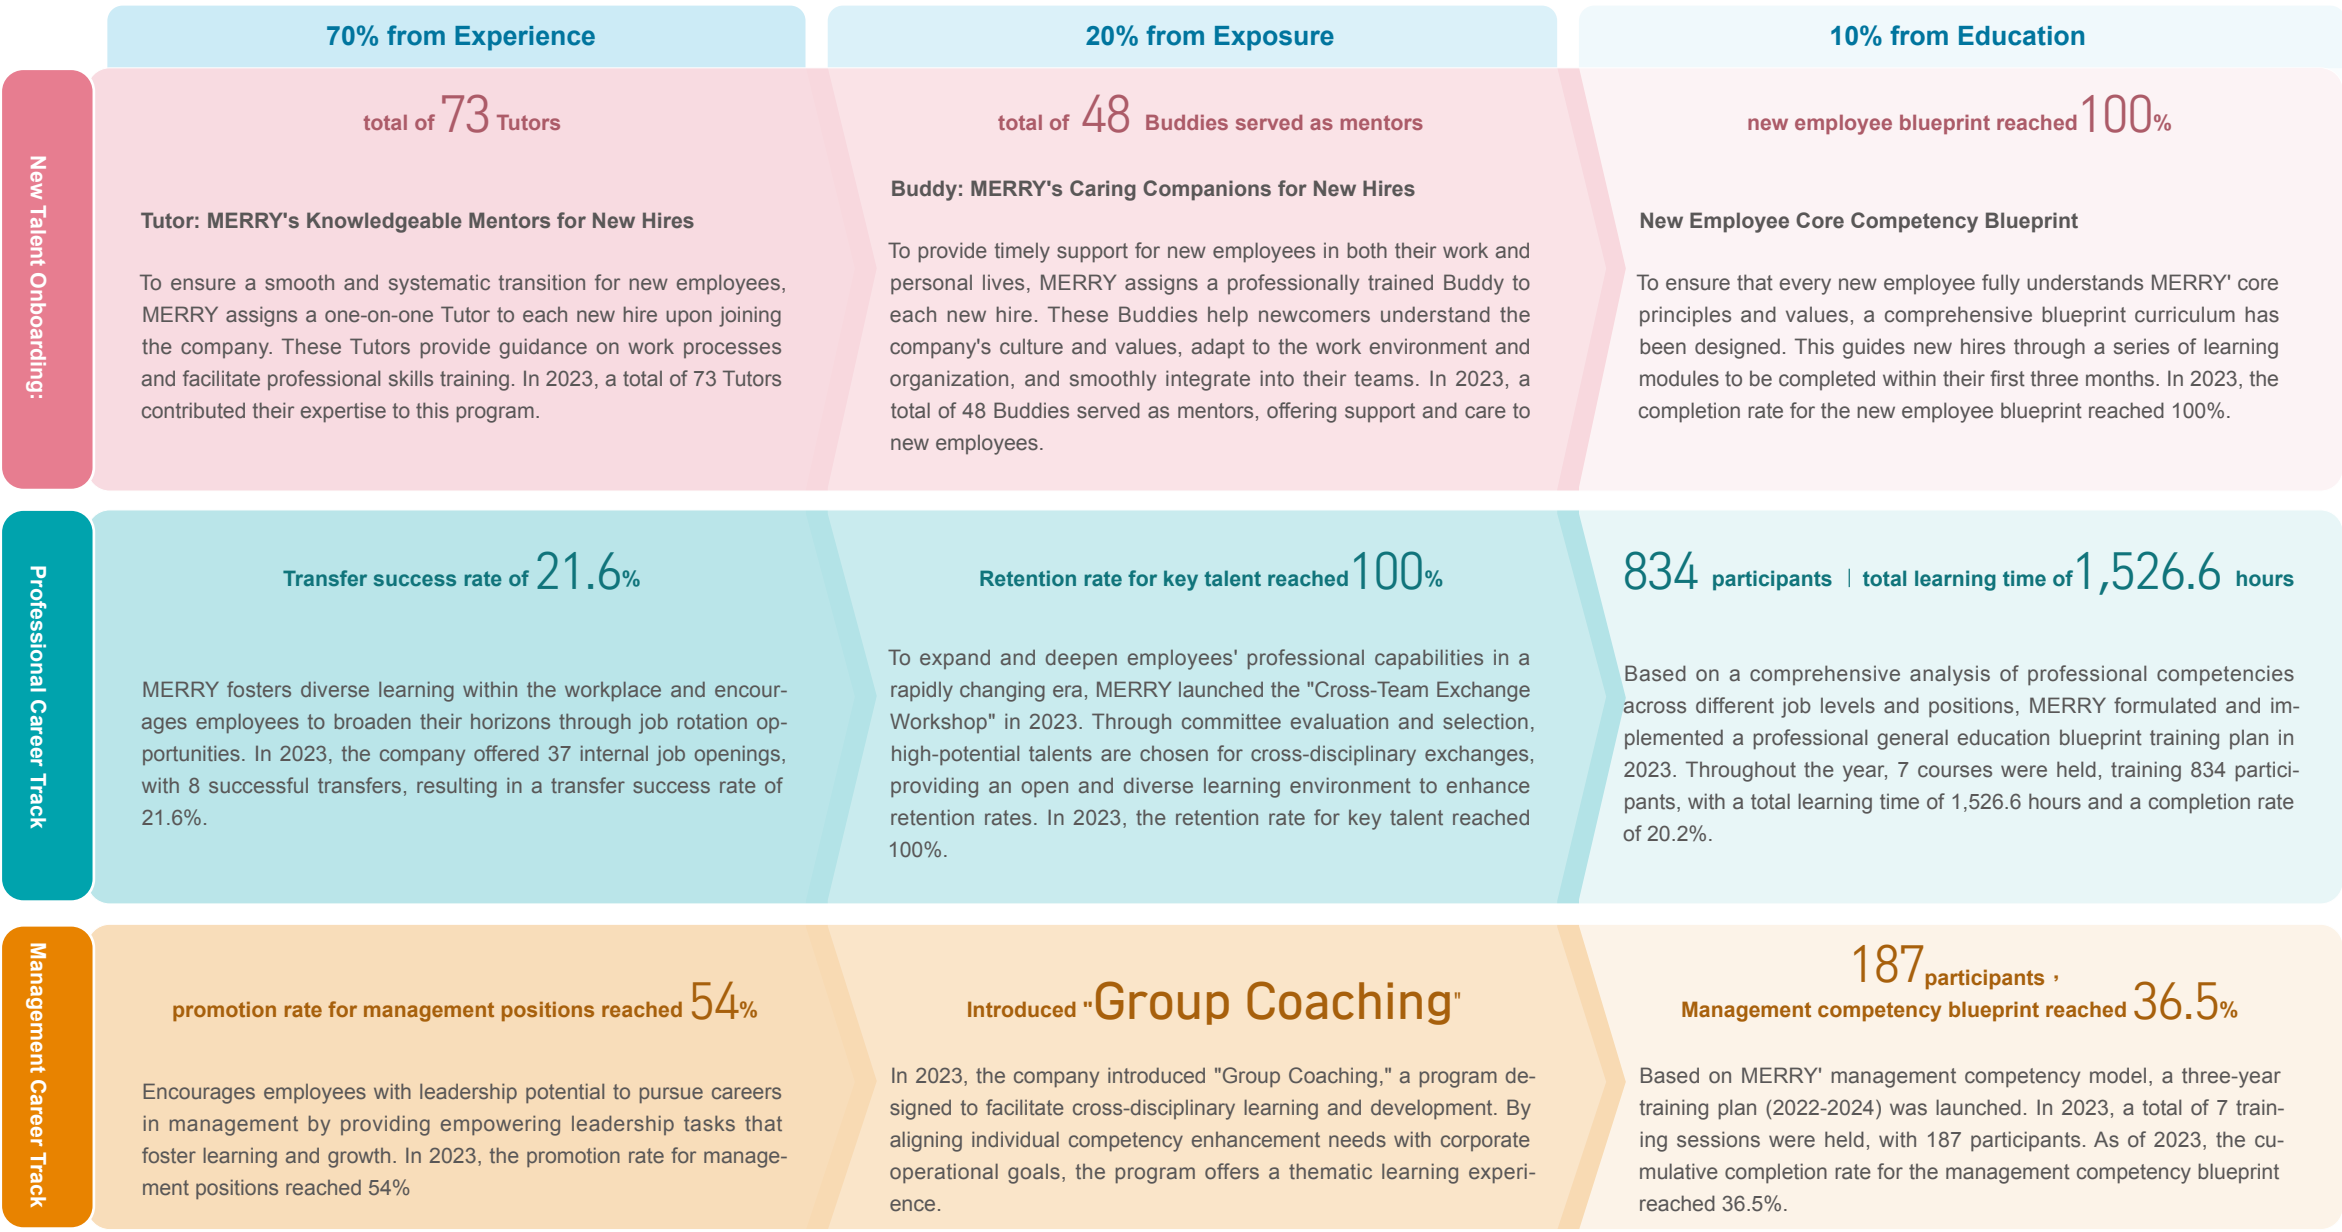 70% from Experience
20% from Exposure
10% from Education
New Talent Onboarding:
total of 73 Tutors
Tutor: MERRY's Knowledgeable Mentors for New Hires
To ensure a smooth and systematic transition for new employees,
MERRY assigns a one-on-one Tutor to each new hire upon joining
the company. These Tutors provide guidance on work processes
and facilitate professional skills training. In 2023, a total of 73 Tutors
contributed their expertise to this program.
total of 48 Buddies served as mentors
Buddy: MERRY's Caring Companions for New Hires
To provide timely support for new employees in both their work and
personal lives, MERRY assigns a professionally trained Buddy to
each new hire. These Buddies help newcomers understand the
company's culture and values, adapt to the work environment and
organization, and smoothly integrate into their teams. In 2023, a
total of 48 Buddies served as mentors, offering support and care to
new employees.
new employee blueprint reached 100%
New Employee Core Competency Blueprint
To ensure that every new employee fully understands MERRY' core
principles and values, a comprehensive blueprint curriculum has
been designed. This guides new hires through a series of learning
modules to be completed within their first three months. In 2023, the
completion rate for the new employee blueprint reached 100%.
Professional Career Track
Transfer success rate of 21.6%
MERRY fosters diverse learning within the workplace and encour-
ages employees to broaden their horizons through job rotation op-
portunities. In 2023, the company offered 37 internal job openings,
with 8 successful transfers, resulting in a transfer success rate of
21.6%.
Retention rate for key talent reached 100%
To expand and deepen employees' professional capabilities in a
rapidly changing era, MERRY launched the "Cross-Team Exchange
Workshop" in 2023. Through committee evaluation and selection,
high-potential talents are chosen for cross-disciplinary exchanges,
providing an open and diverse learning environment to enhance
retention rates. In 2023, the retention rate for key talent reached
100%.
834 participants | total learning time of 1,526.6 hours
Based on a comprehensive analysis of professional competencies
across different job levels and positions, MERRY formulated and im-
plemented a professional general education blueprint training plan in
2023. Throughout the year, 7 courses were held, training 834 partici-
pants, with a total learning time of 1,526.6 hours and a completion rate
of 20.2%.
Management Career Track
promotion rate for management positions reached 54%
Encourages employees with leadership potential to pursue careers
in management by providing empowering leadership tasks that
foster learning and growth. In 2023, the promotion rate for manage-
ment positions reached 54%
Introduced "Group Coaching"
In 2023, the company introduced "Group Coaching," a program de-
signed to facilitate cross-disciplinary learning and development. By
aligning individual competency enhancement needs with corporate
operational goals, the program offers a thematic learning experi-
ence.
187 participants ,
Management competency blueprint reached 36.5%
Based on MERRY' management competency model, a three-year
training plan (2022-2024) was launched. In 2023, a total of 7 train-
ing sessions were held, with 187 participants. As of 2023, the cu-
mulative completion rate for the management competency blueprint
reached 36.5%.